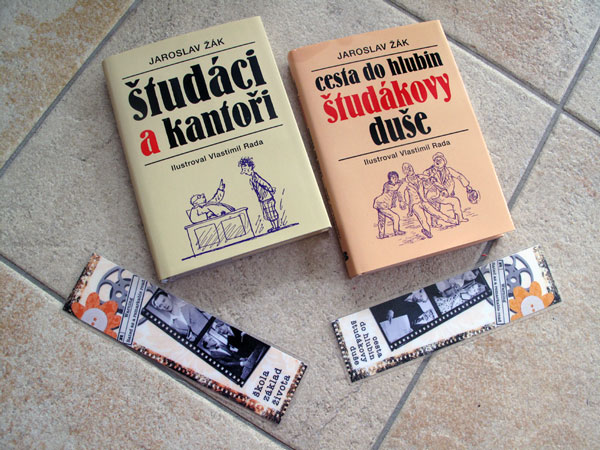 JAROSLAV ŽÁK
študáci
a kantoři
Ilustroval Vlastimil Rada
JAROSLAV ŽÁK
cesta do hlubin
študákovy
duše
Ilustroval Vlastimil Rada
škola
základ
života
cesta
do hlubin
študákovy
duše